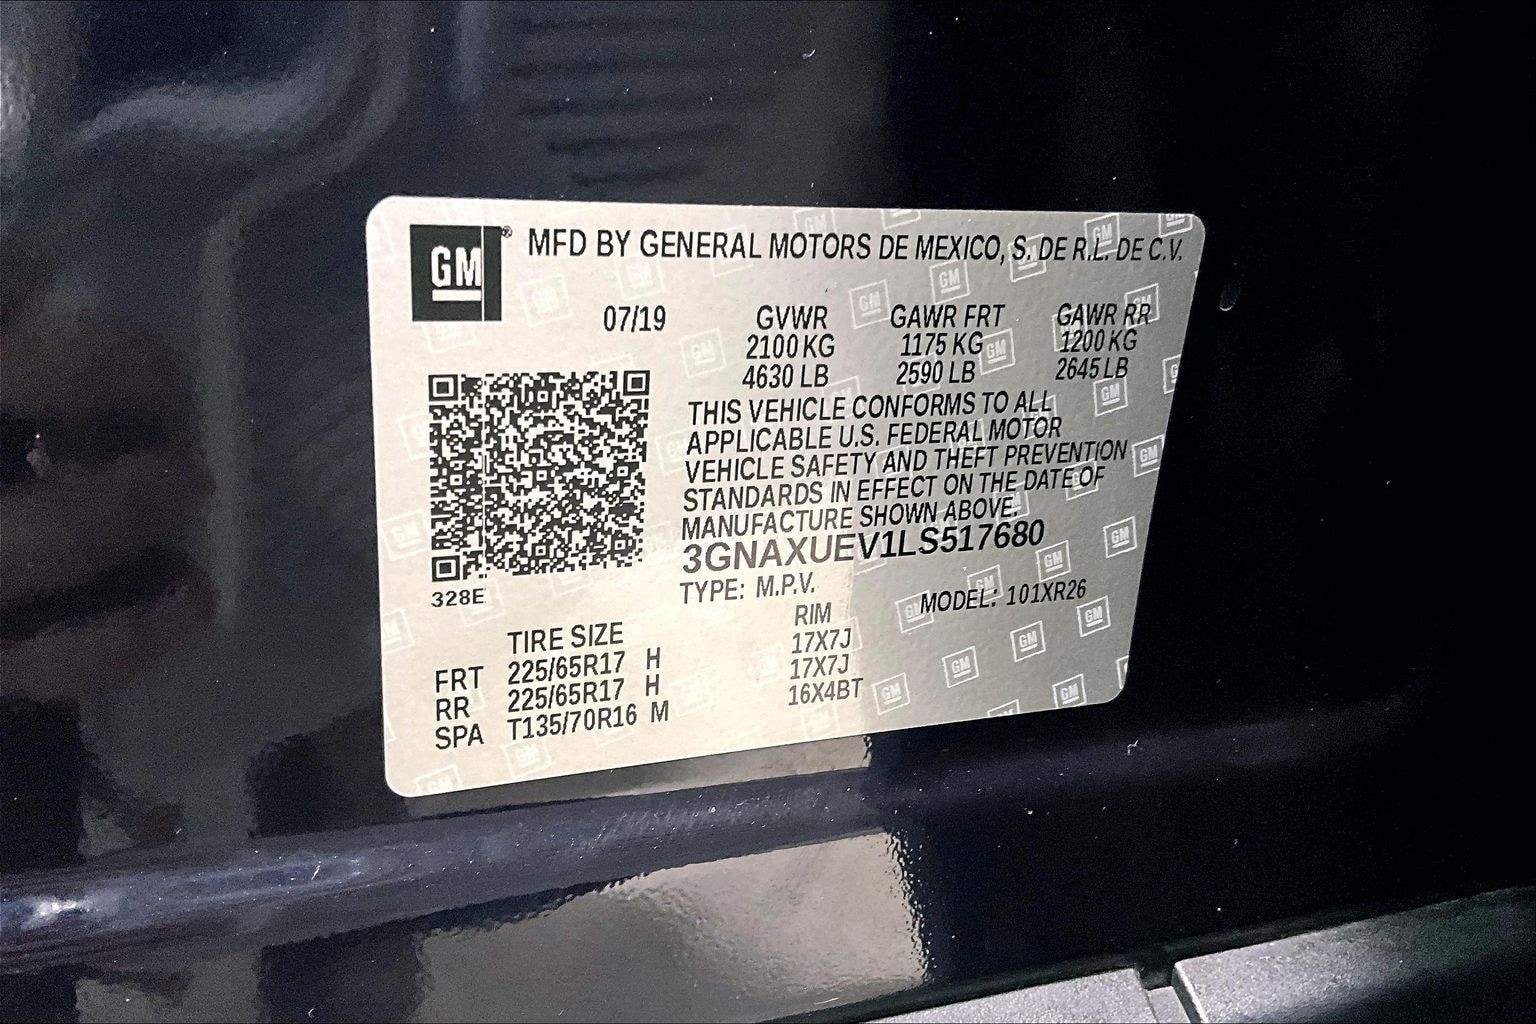 GM® MFD BY GENERAL MOTORS DE MEXICO, S. DE R.L. DE C.V.
07/19 GVWR GAWR FRT GAWR RR
2100 KG 1175 KG 1200 KG
4630 LB 2590 LB 2645 LB
THIS VEHICLE CONFORMS TO ALL
APPLICABLE U.S. FEDERAL MOTOR
VEHICLE SAFETY AND THEFT PREVENTION
STANDARDS IN EFFECT ON THE DATE OF
MANUFACTURE SHOWN ABOVE.
3GNAXUEV1LS517680
TYPE: M.P.V. MODEL: 101XR26
328E
TIRE SIZE RIM
FRT 225/65R17 H 17X7J
RR 225/65R17 H 17X7J
SPA T135/70R16 M 16X4BT